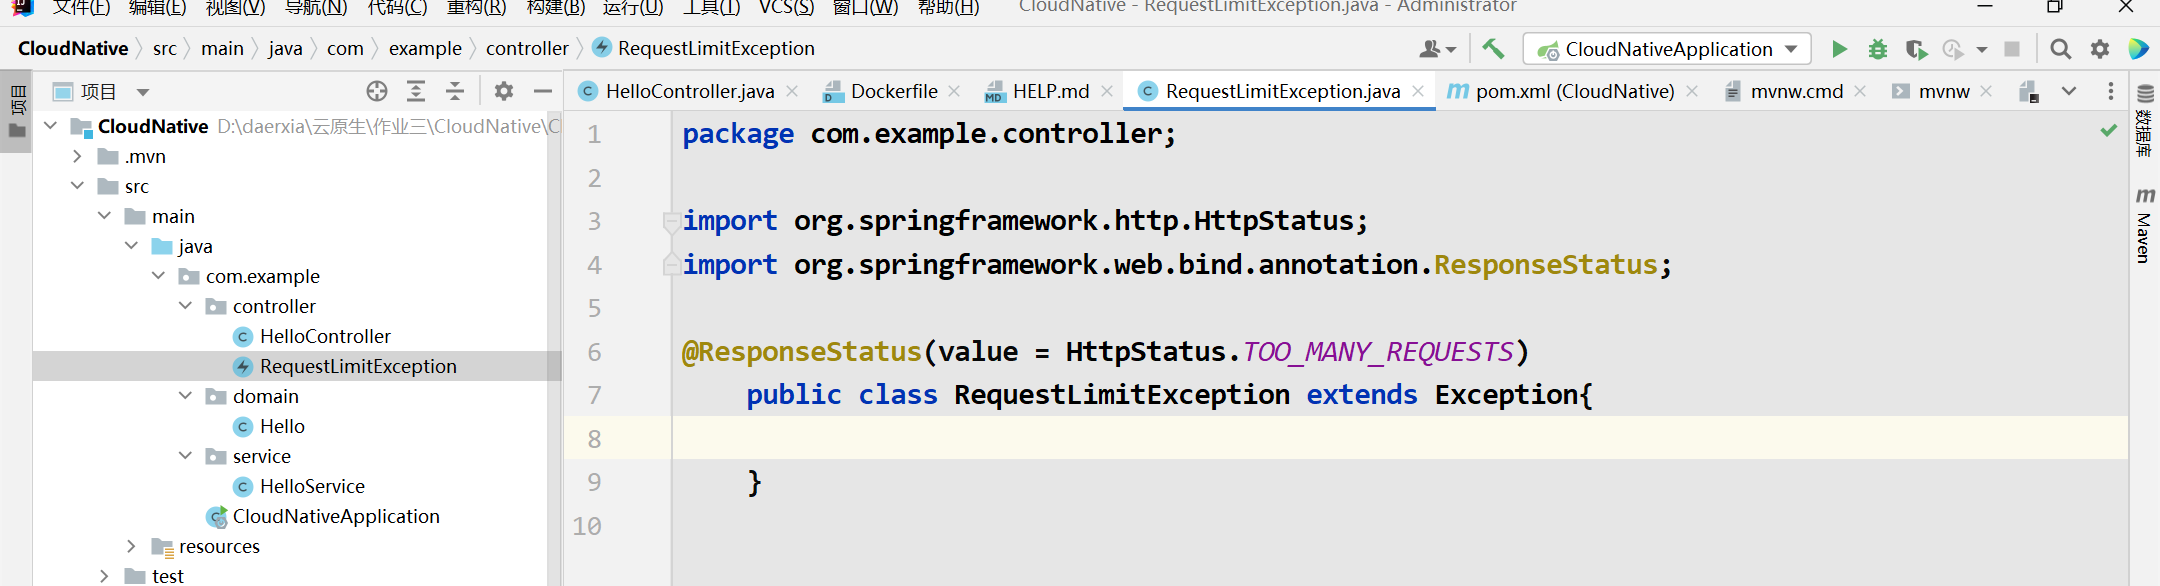 文件(F) 编辑(E) 视图(V) 导航(N) 代码(C) 重构(R) 构建(B) 运行(U) 工具(T) VCS(S) 窗口(W) 帮助(H) CloudNative - RequestLimitException.java - Administrator
CloudNative src main java com example controller RequestLimitException CloudNativeApplication
项目
项目
HelloController.java Dockerfile HELP.md RequestLimitException.java pom.xml (CloudNative) mvnw.cmd mvnw
CloudNative D:\daerxia\云原生\作业三\CloudNative\C
.mvn
src
main
java
com.example
controller
HelloController
RequestLimitException
domain
Hello
service
HelloService
CloudNativeApplication
resources
test
1 package com.example.controller;
2
3 import org.springframework.http.HttpStatus;
4 import org.springframework.web.bind.annotation.ResponseStatus;
5
6 @ResponseStatus(value = HttpStatus.TOO_MANY_REQUESTS)
7 public class RequestLimitException extends Exception{
8
9 }
10
数据库
Maven